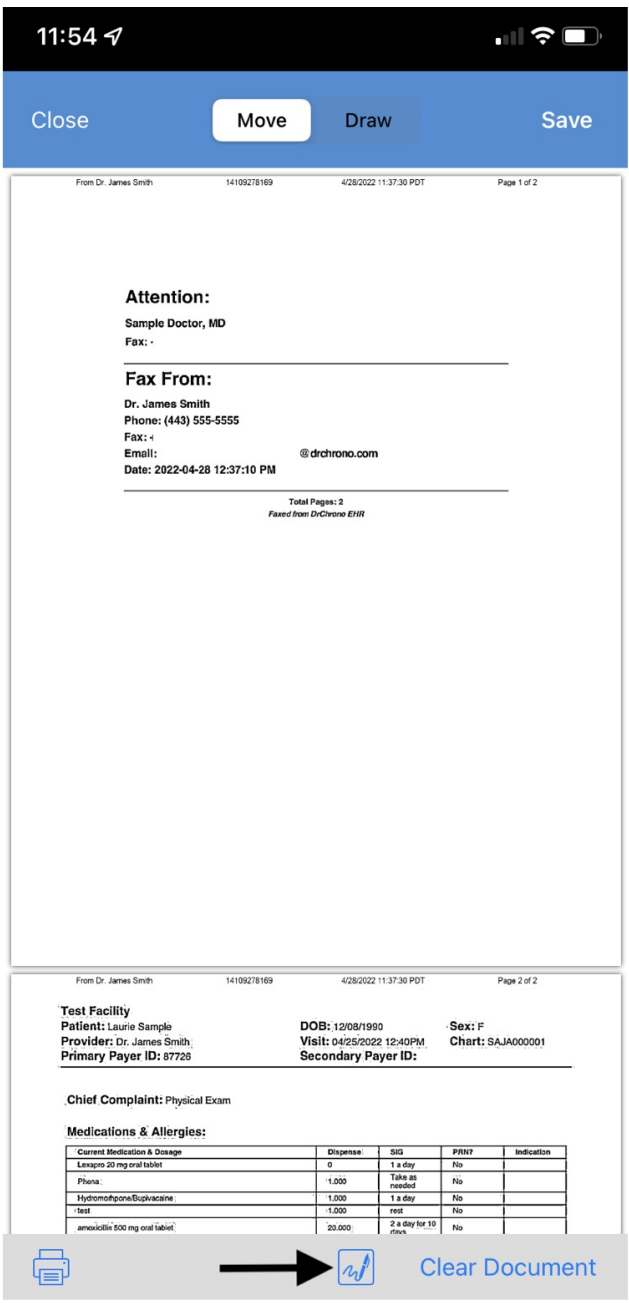 11:54
Close Move Draw Save
From Dr. James Smith 14109278169 4/28/2022 11:37:30 PDT Page 1 of 2
Attention:
Sample Doctor, MD
Fax: -
Fax From:
Dr. James Smith
Phone: (443) 555-5555
Fax:
Email: @drchrono.com
Date: 2022-04-28 12:37:10 PM
Total Pages: 2
Faxed from DrChrono EHR
From Dr. James Smith 14109278169 4/28/2022 11:37:30 PDT Page 2 of 2
Test Facility
Patient: Laurie Sample DOB: 12/08/1990 Sex: F
Provider: Dr. James Smith Visit: 04/25/2022 12:40PM Chart: SAJA000001
Primary Payer ID: 87726 Secondary Payer ID:
Chief Complaint: Physical Exam
Medications & Allergies:
Current Medication & Dosage Dispense SIG PRN? Indication
Lexapro 20 mg oral tablet 0 1 a day No
Phena 1.000 Take as needed No
Hydromorhpone/Bupivacaine 1.000 1 a day No
test 1.000 rest No
amoxicillin 500 mg oral tablet 20.000 2 a day for 10 days No
Clear Document